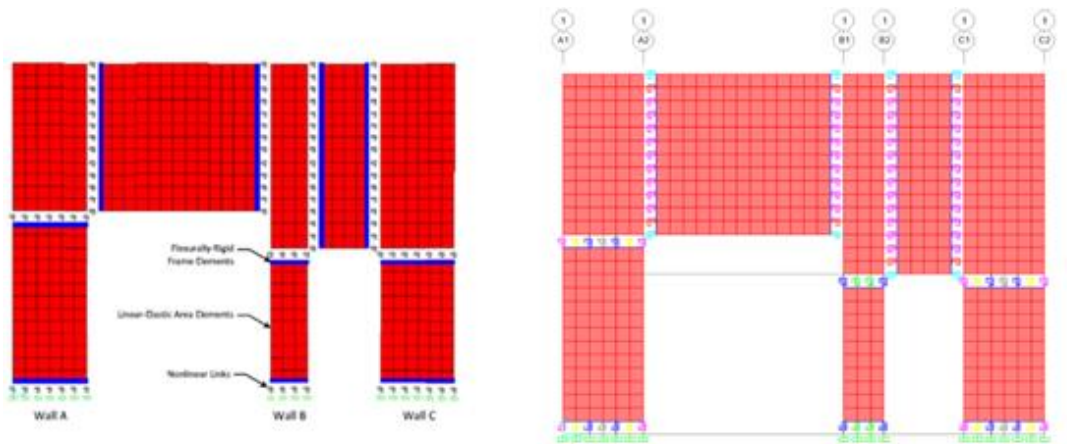 1 1 1 1 1 1
A1 A2 B1 B2 C1 C2
Flexurally-Rigid
Frame Elements
Linear-Elastic Area Elements
Nonlinear Links
Wall A Wall B Wall C